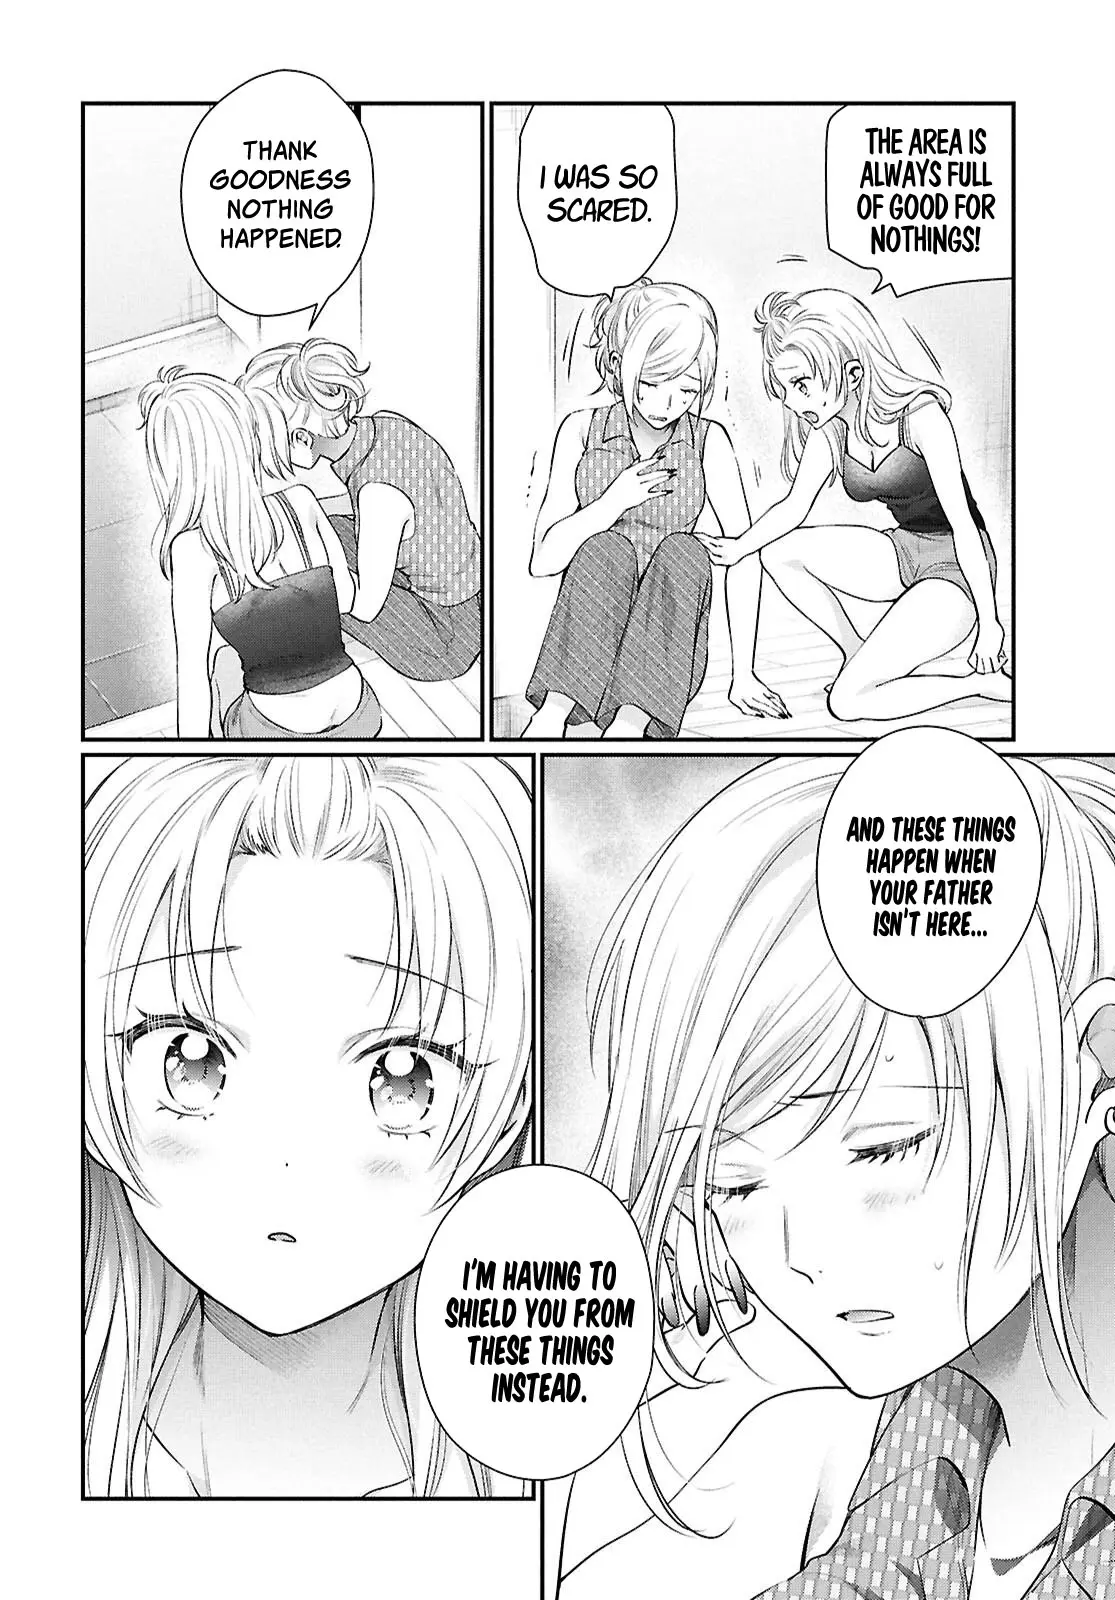 THE AREA IS
ALWAYS FULL
OF GOOD FOR
NOTHINGS!
I WAS SO
SCARED.
THANK
GOODNESS
NOTHING
HAPPENED.
AND THESE THINGS
HAPPEN WHEN
YOUR FATHER
ISN'T HERE...
I'M HAVING TO
SHIELD YOU FROM
THESE THINGS
INSTEAD.